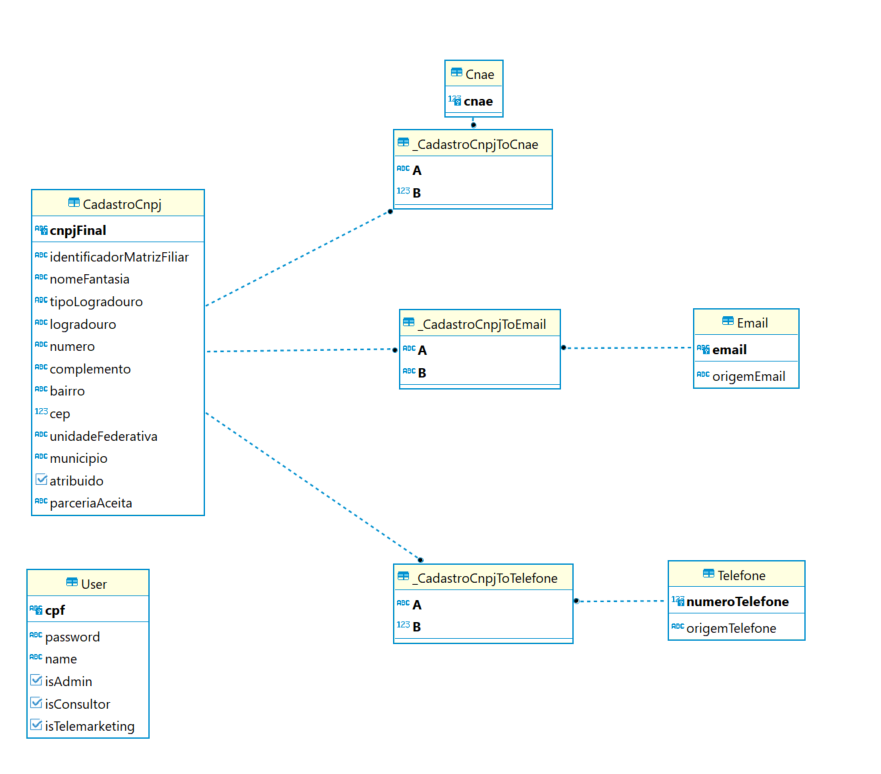 Cnae
123 cnae
_CadastroCnpjToCnae
ABC A
123 B
CadastroCnpj
ABC cnpjFinal
ABC identificadorMatrizFiliar
ABC nomeFantasia
ABC tipoLogradouro
ABC logradouro
ABC numero
ABC complemento
ABC bairro
123 cep
ABC unidadeFederativa
ABC municipio
atribuido
ABC parceriaAceita
_CadastroCnpjToEmail
ABC A
ABC B
Email
ABC email
ABC origemEmail
_CadastroCnpjToTelefone
ABC A
123 B
Telefone
123 numeroTelefone
ABC origemTelefone
User
ABC cpf
ABC password
ABC name
isAdmin
isConsultor
isTelemarketing